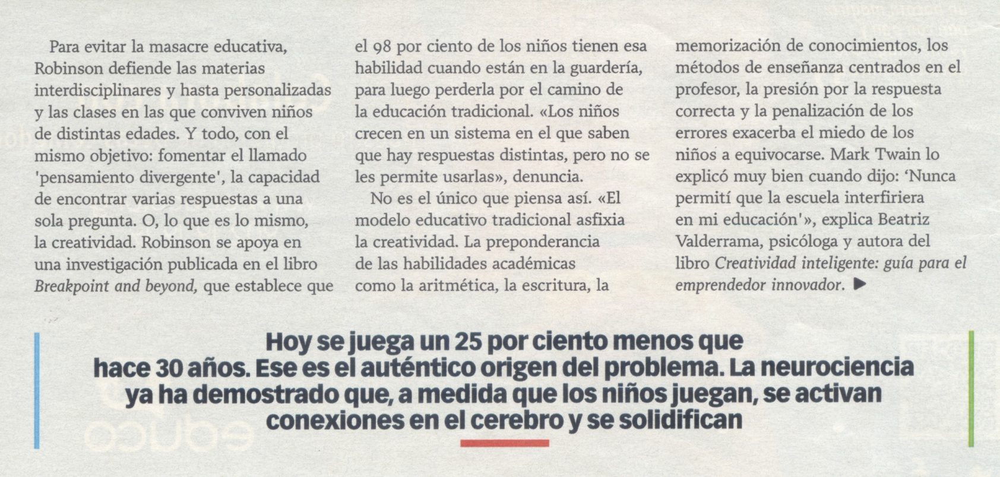 Para evitar la masacre educativa,
Robinson defiende las materias
interdisciplinares y hasta personalizadas
y las clases en las que conviven niños
de distintas edades. Y todo, con el
mismo objetivo: fomentar el llamado
'pensamiento divergente', la capacidad
de encontrar varias respuestas a una
sola pregunta. O, lo que es lo mismo,
la creatividad. Robinson se apoya en
una investigación publicada en el libro
Breakpoint and beyond, que establece que
el 98 por ciento de los niños tienen esa
habilidad cuando están en la guardería,
para luego perderla por el camino de
la educación tradicional. «Los niños
crecen en un sistema en el que saben
que hay respuestas distintas, pero no se
les permite usarlas», denuncia.
No es el único que piensa así. «El
modelo educativo tradicional asfixia
la creatividad. La preponderancia
de las habilidades académicas
como la aritmética, la escritura, la
memorización de conocimientos, los
métodos de enseñanza centrados en el
profesor, la presión por la respuesta
correcta y la penalización de los
errores exacerba el miedo de los
niños a equivocarse. Mark Twain lo
explicó muy bien cuando dijo: ‘Nunca
permití que la escuela interfiriera
en mi educación'», explica Beatriz
Valderrama, psicóloga y autora del
libro Creatividad inteligente: guía para el
emprendedor innovador. ▶
Hoy se juega un 25 por ciento menos que
hace 30 años. Ese es el auténtico origen del problema. La neurociencia
ya ha demostrado que, a medida que los niños juegan, se activan
conexiones en el cerebro y se solidifican
educo